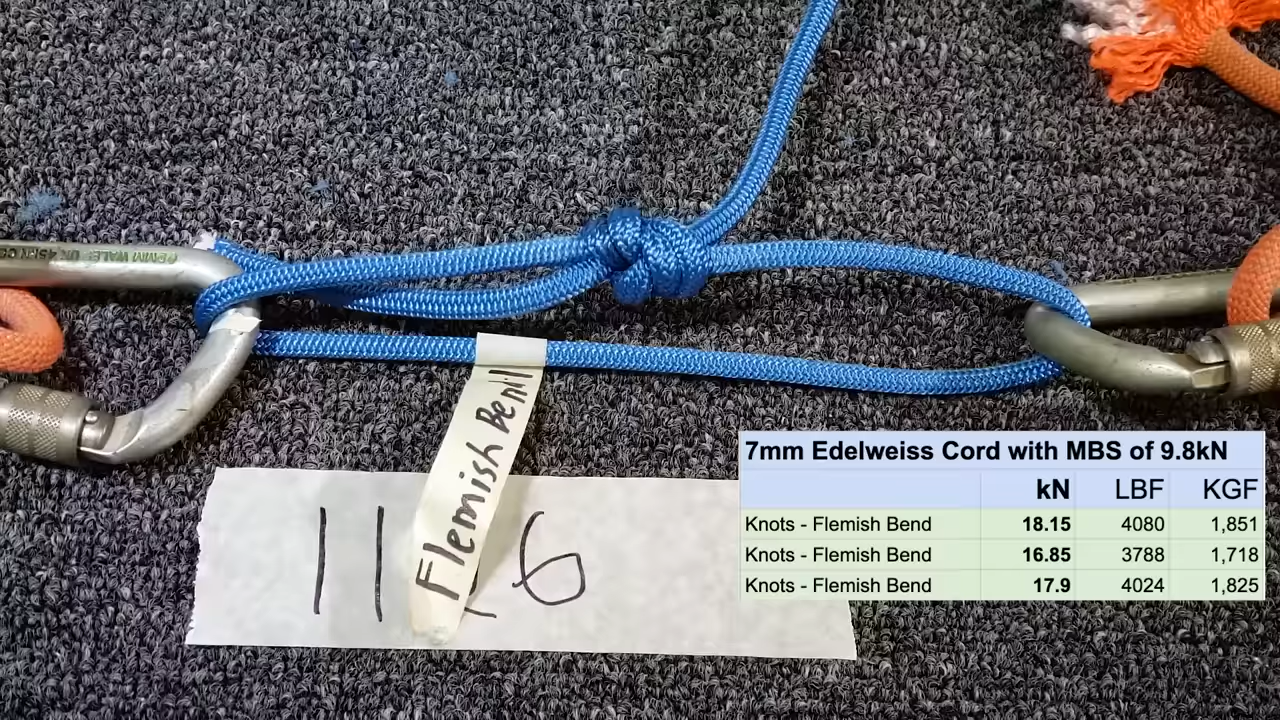 Flemish Bend
11 6
7mm Edelweiss Cord with MBS of 9.8kN
kN LBF KGF
Knots - Flemish Bend 18.15 4080 1,851
Knots - Flemish Bend 16.85 3788 1,718
Knots - Flemish Bend 17.9 4024 1,825